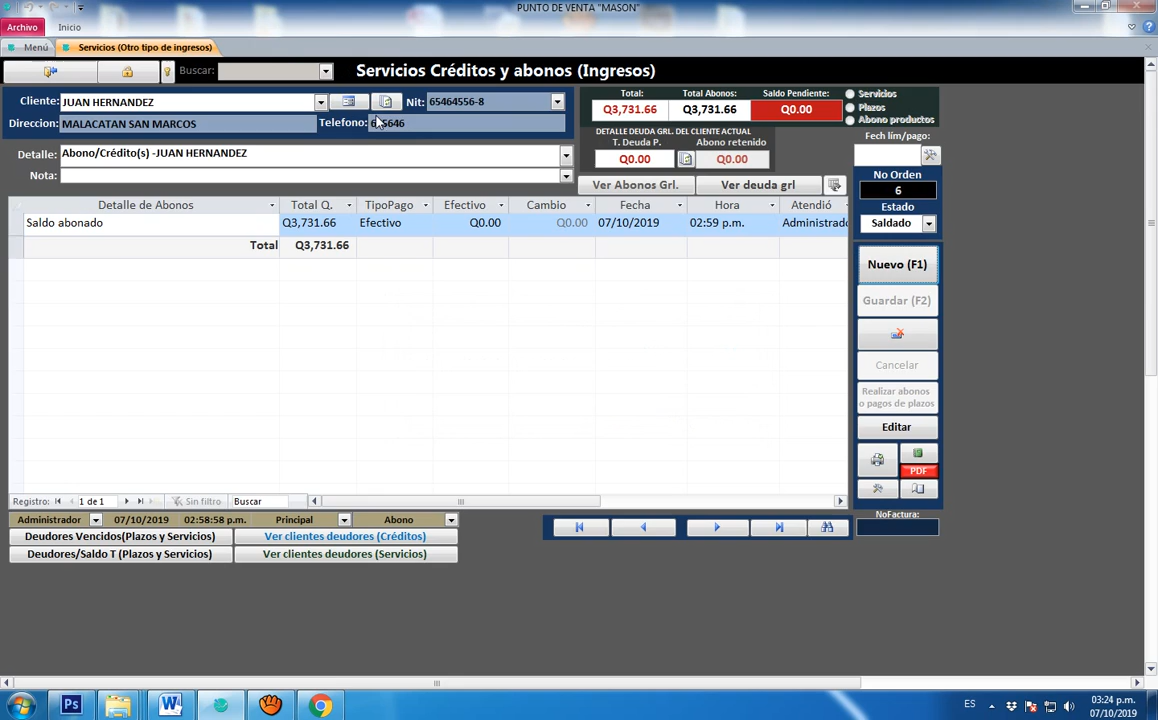 PUNTO DE VENTA "MASON"
Archivo Inicio
Menú Servicios (Otro tipo de ingresos)
Buscar: Servicios Créditos y abonos (Ingresos)
Cliente: JUAN HERNANDEZ Nit: 65464556-8
Direccion: MALACATAN SAN MARCOS Telefono: 5646
Detalle: Abono/Crédito(s) -JUAN HERNANDEZ
Nota:
Total: Total Abonos: Saldo Pendiente:
Q3,731.66 Q3,731.66 Q0.00
Servicios
Plazos
Abono productos
DETALLE DEUDA GRL. DEL CLIENTE ACTUAL
T. Deuda P. Abono retenido
Q0.00 Q0.00
Ver Abonos Grl. Ver deuda grl
Fech lím/pago:
No Orden
6
Estado
Saldado
Detalle de Abonos Total Q. TipoPago Efectivo Cambio Fecha Hora Atendió
Saldo abonado Q3,731.66 Efectivo Q0.00 Q0.00 07/10/2019 02:59 p.m. Administrado
Total Q3,731.66
Nuevo (F1)
Guardar (F2)
Cancelar
Realizar abonos
o pagos de plazos
Editar
PDF
NoFactura:
Registro: 1 de 1 Sin filtro Buscar
Administrador 07/10/2019 02:58:58 p.m. Principal Abono
Deudores Vencidos(Plazos y Servicios) Ver clientes deudores (Créditos)
Deudores/Saldo T (Plazos y Servicios) Ver clientes deudores (Servicios)
Ps W ES 03:24 p.m.
07/10/2019